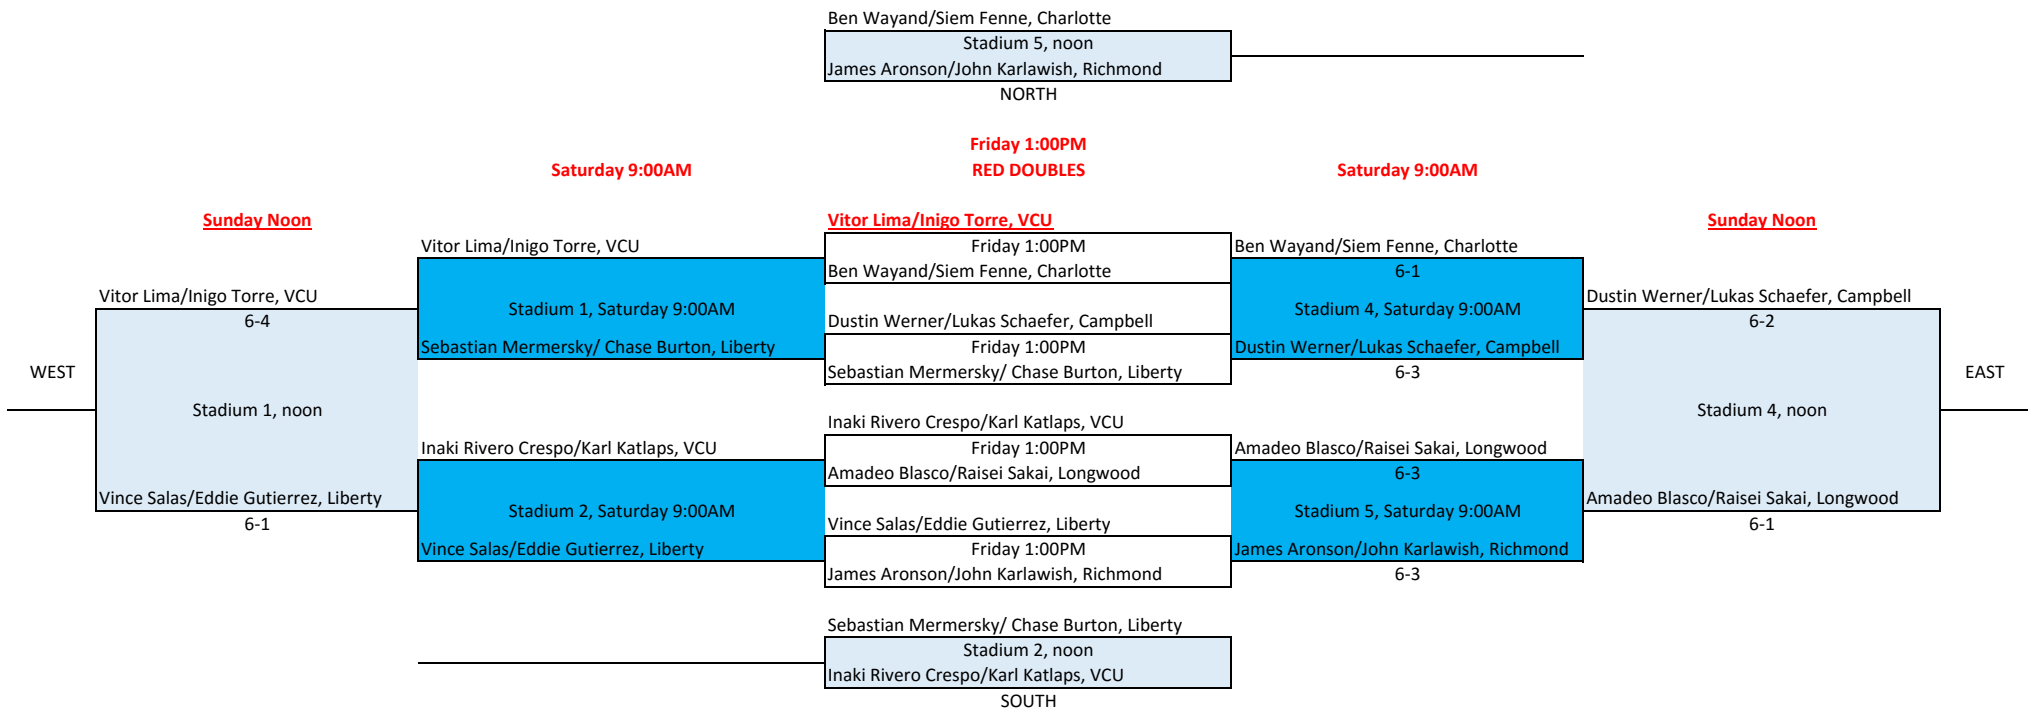 Ben Wayand/Siem Fenne, Charlotte
Stadium 5, noon
James Aronson/John Karlawish, Richmond
NORTH
Friday 1:00PM
Saturday 9:00AM
RED DOUBLES
Saturday 9:00AM
Sunday Noon
Vitor Lima/Inigo Torre, VCU
Sunday Noon
Vitor Lima/Inigo Torre, VCU
Friday 1:00PM
Ben Wayand/Siem Fenne, Charlotte
Ben Wayand/Siem Fenne, Charlotte
6-1
Vitor Lima/Inigo Torre, VCU
Stadium 1, Saturday 9:00AM
Stadium 4, Saturday 9:00AM
Dustin Werner/Lukas Schaefer, Campbell
6-4
Dustin Werner/Lukas Schaefer, Campbell
6-2
Sebastian Mermersky/ Chase Burton, Liberty
Friday 1:00PM
Dustin Werner/Lukas Schaefer, Campbell
WEST
Sebastian Mermersky/ Chase Burton, Liberty
6-3
EAST
Stadium 1, noon
Stadium 4, noon
Inaki Rivero Crespo/Karl Katlaps, VCU
Inaki Rivero Crespo/Karl Katlaps, VCU
Friday 1:00PM
Amadeo Blasco/Raisei Sakai, Longwood
Amadeo Blasco/Raisei Sakai, Longwood
6-3
Vince Salas/Eddie Gutierrez, Liberty
Stadium 2, Saturday 9:00AM
Stadium 5, Saturday 9:00AM
Amadeo Blasco/Raisei Sakai, Longwood
6-1
Vince Salas/Eddie Gutierrez, Liberty
6-1
Vince Salas/Eddie Gutierrez, Liberty
Friday 1:00PM
James Aronson/John Karlawish, Richmond
James Aronson/John Karlawish, Richmond
6-3
Sebastian Mermersky/ Chase Burton, Liberty
Stadium 2, noon
Inaki Rivero Crespo/Karl Katlaps, VCU
SOUTH